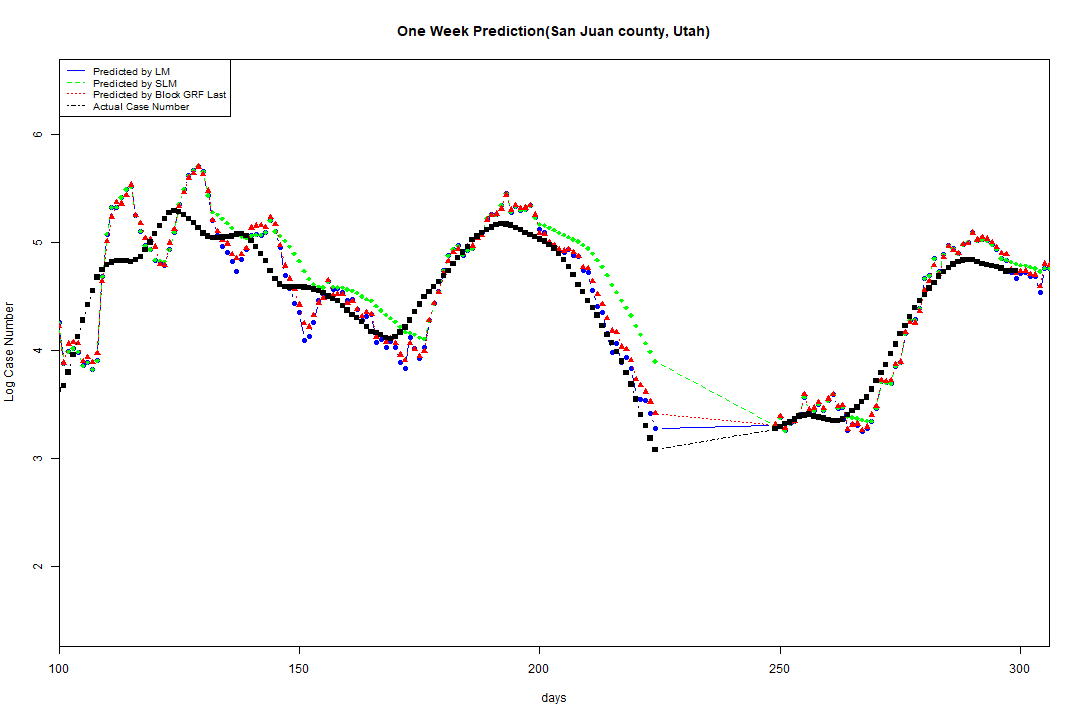 One Week Prediction(San Juan county, Utah)
Predicted by LM
Predicted by SLM
Predicted by Block GRF Last
Actual Case Number
Log Case Number
6
5
4
3
2
100 150 200 250 300
days